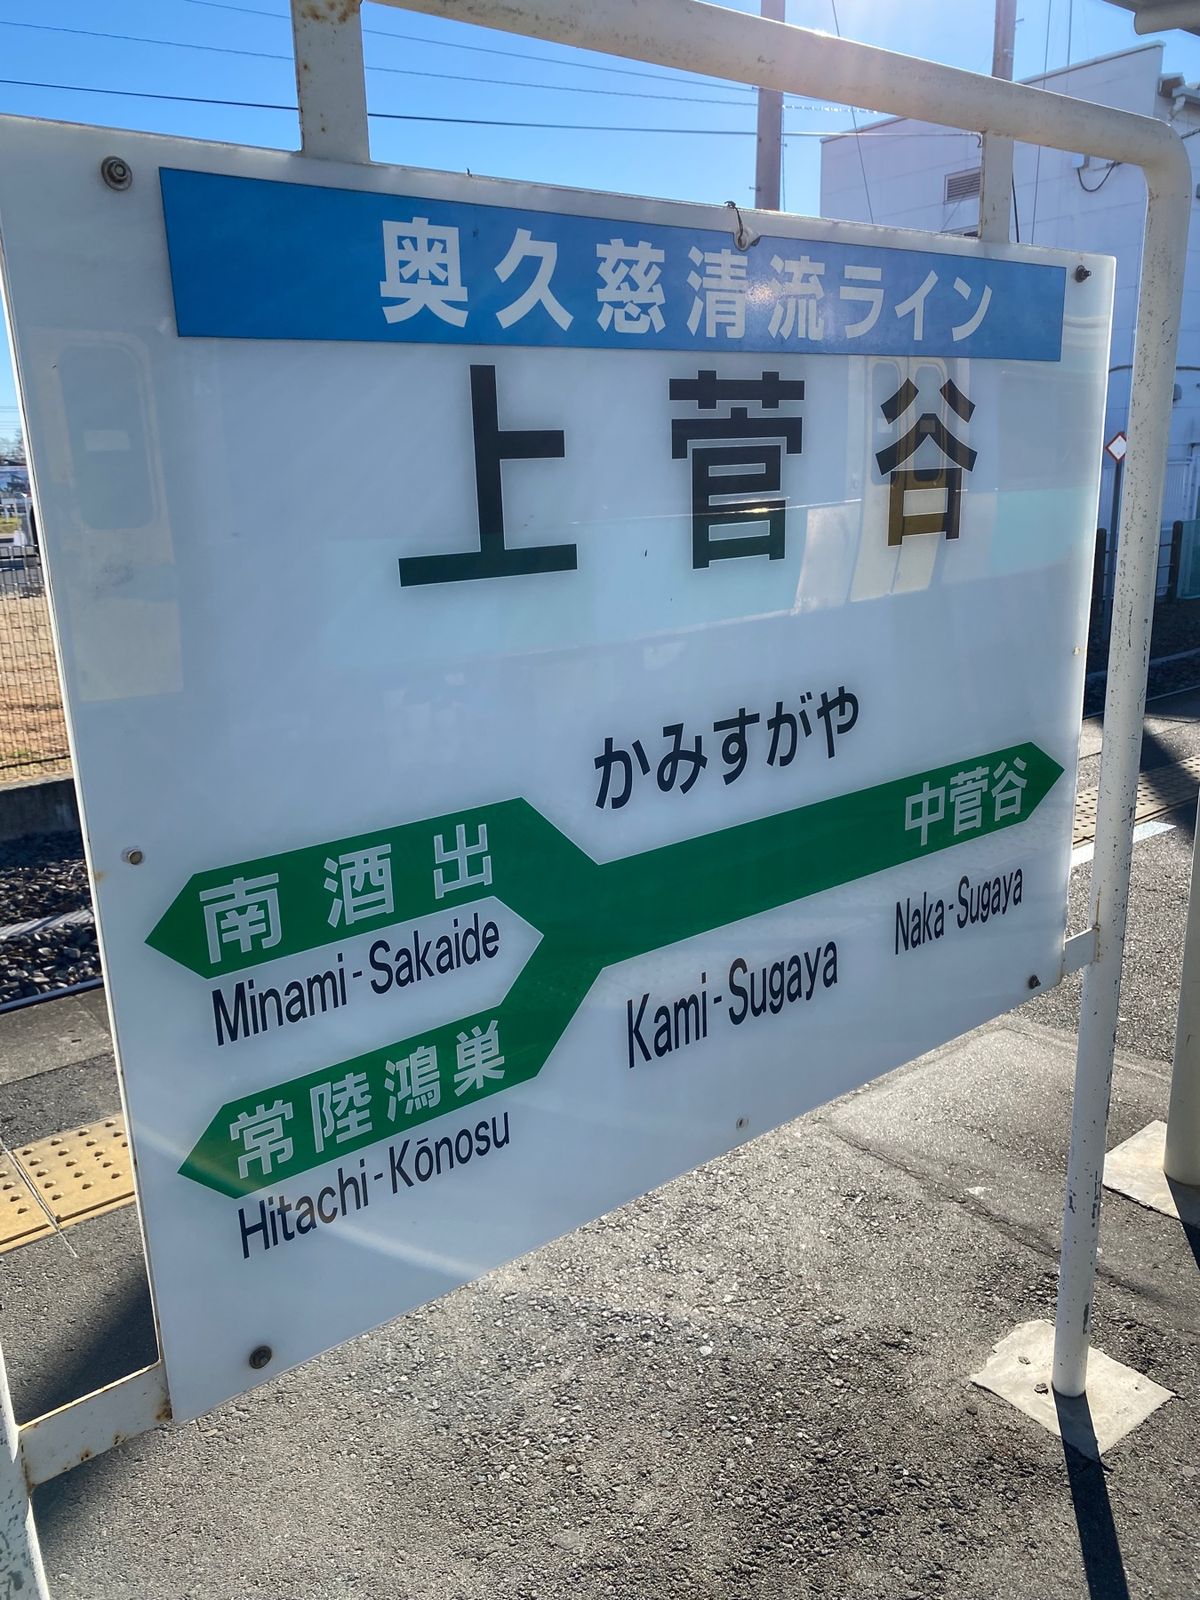 奥久慈清流ライン
上菅谷
かみすがや
南酒出
中菅谷
Minami-Sakaide
Naka-Sugaya
Kami-Sugaya
常陸鴻巣
Hitachi-Kōnosu